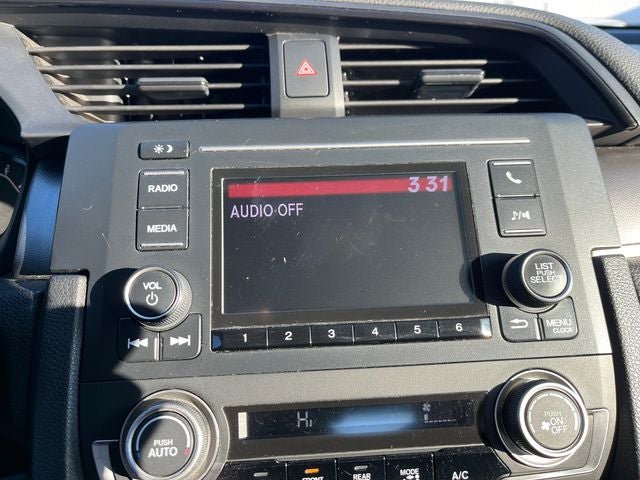 3 31
AUDIO OFF
RADIO
MEDIA
VOL
LIST
PUSH
SELECT
MENU
CLOCK
1 2 3 4 5 6
PUSH
AUTO
Hi
PUSH
ON
OFF
FRONT
REAR
MODE
A/C